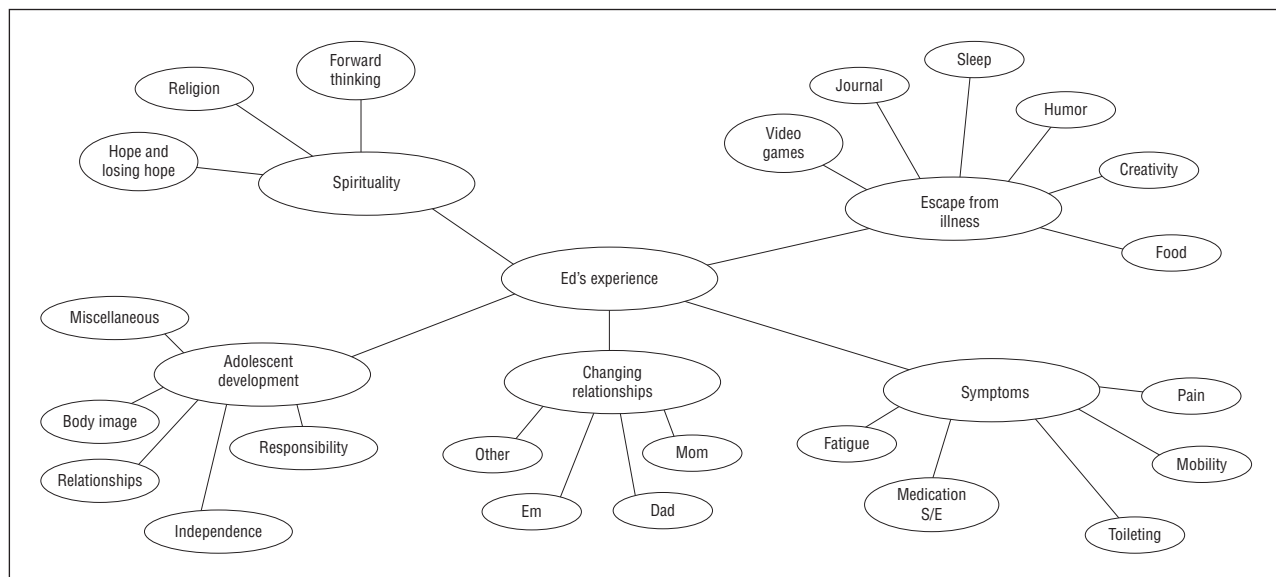 Forward
thinking
Religion
Hope and
losing hope
Spirituality
Sleep
Journal
Humor
Video
games
Creativity
Escape from
illness
Food
Ed's experience
Miscellaneous
Adolescent
development
Body image
Responsibility
Relationships
Independence
Changing
relationships
Other
Mom
Em
Dad
Symptoms
Pain
Fatigue
Mobility
Medication
S/E
Toileting